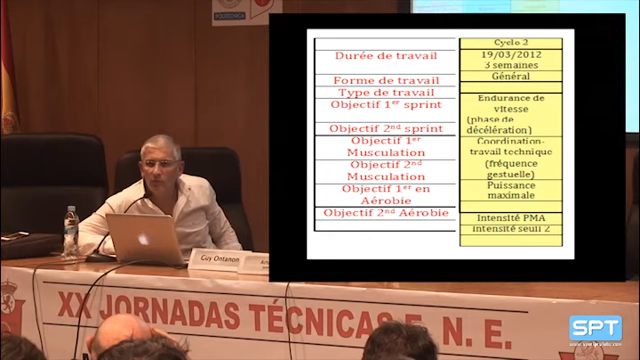 POLITÉCNICA
Cyclo 2
Durée de travail
19/03/2012
3 semaines
Forme de travail
Général
Type de travail
Objectif 1er sprint
Endurance de
vitesse
(phase de
décélération)
Objectif 2nd sprint
Objectif 1er
Musculation
Coordination-
travail technique
Objectif 2nd
Musculation
(fréquence
gestuelle)
Objectif 1er en
Aérobie
Puissance
maximale
Objectif 2nd Aérobie
Intensité PMA
Intensité seuil 2
Guy Ontanon
XX JORNADAS TÉCNICAS E. N. E.
SPT